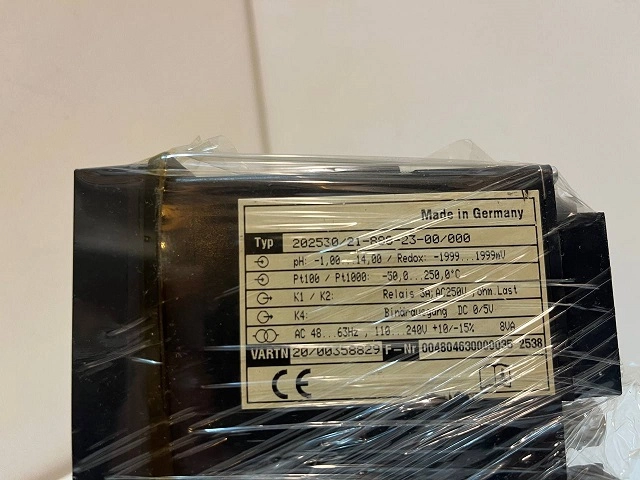 Made in Germany
Typ 202530/21-888-23-00/000
pH: -1,00...14,00 / Redox: -1999...1999mV
Pt100 / Pt1000: -50,0...250,0°C
K1 / K2: Relais 3A,AC250V ,ohm.Last
K4: Binärausgang DC 0/5V
AC 48...63Hz , 110...240V +10/-15% 8VA
VARTN 20/00358829 F-Nr 2538
CE